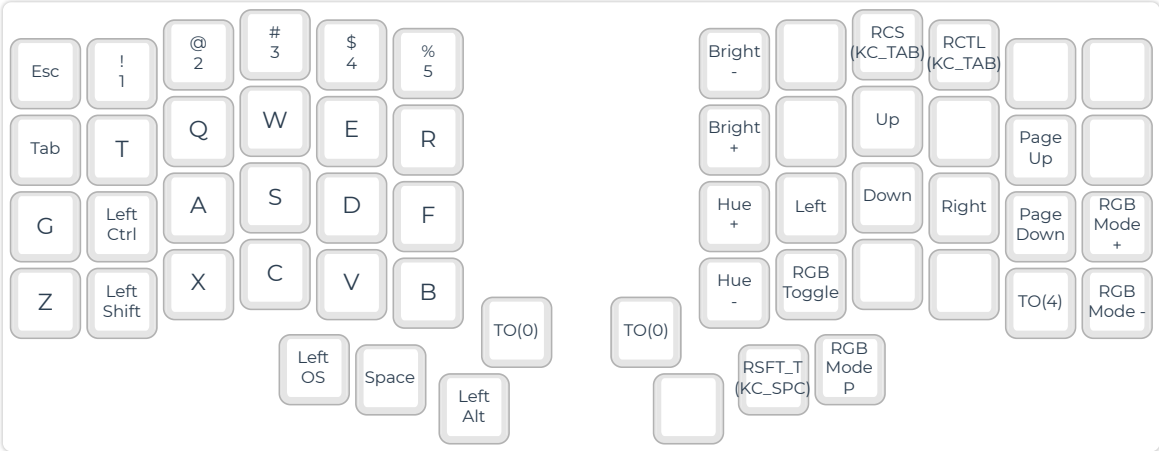 Esc
!
1
@
2
#
3
$
4
%
5
Tab
T
Q
W
E
R
G
Left
Ctrl
A
S
D
F
Z
Left
Shift
X
C
V
B
Left
OS
Space
Left
Alt
TO(0)
Bright
-
RCS
(KC_TAB)
RCTL
(KC_TAB)
Bright
+
Up
Page
Up
Hue
+
Left
Down
Right
Page
Down
RGB
Mode
+
Hue
-
RGB
Toggle
TO(4)
RGB
Mode -
TO(0)
RSFT_T
(KC_SPC)
RGB
Mode
P